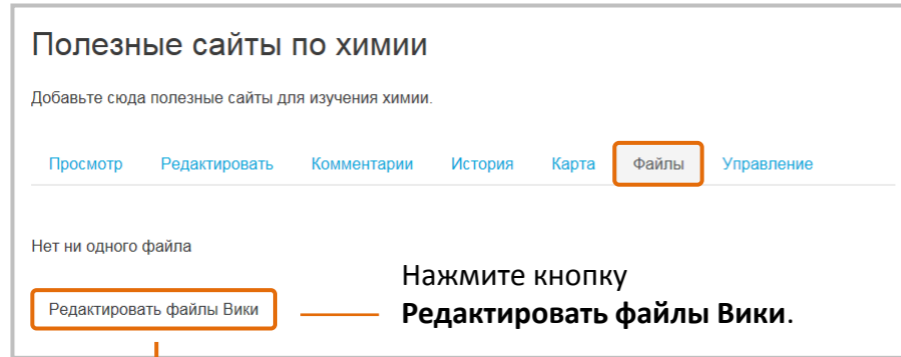 Полезные сайты по химии
Добавьте сюда полезные сайты для изучения химии.
Просмотр Редактировать Комментарии История Карта Файлы Управление
Нет ни одного файла
Нажмите кнопку
Редактировать файлы Вики Редактировать файлы Вики.